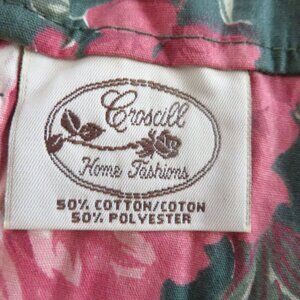 Croscill
Home Fashions
50% COTTON/COTON
50% POLYESTER